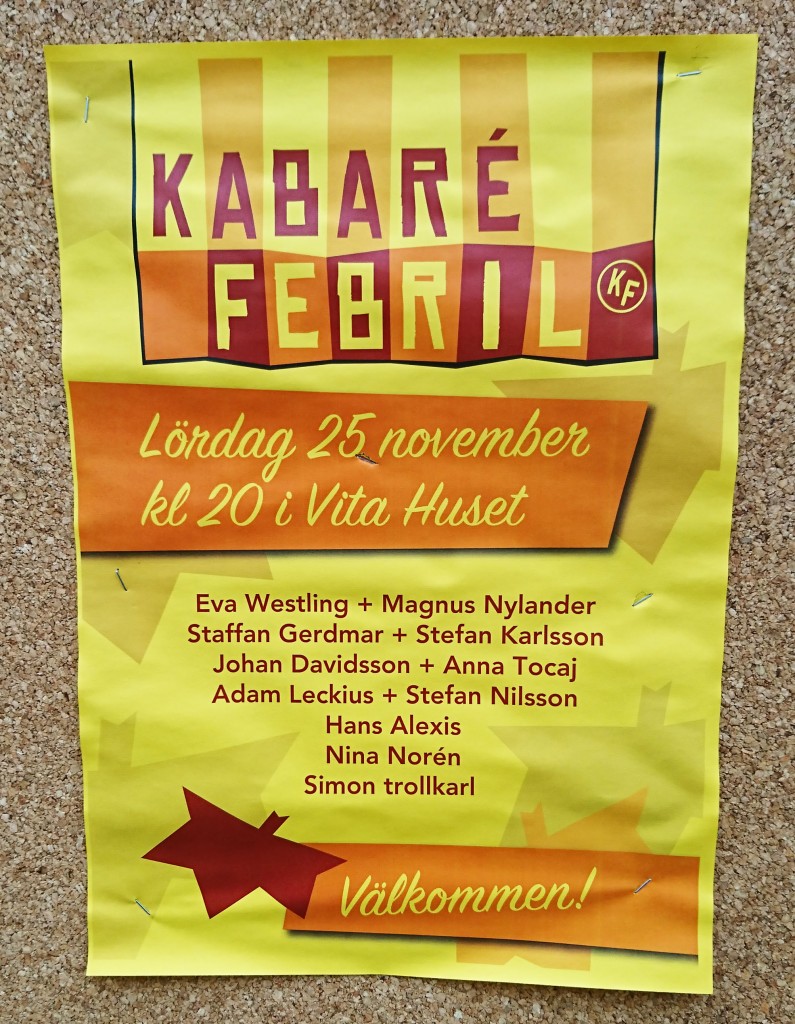 KABARÉ
FEBRIL
KF
Lördag 25 november
kl 20 i Vita Huset
Eva Westling + Magnus Nylander
Staffan Gerdmar + Stefan Karlsson
Johan Davidsson + Anna Tocaj
Adam Leckius + Stefan Nilsson
Hans Alexis
Nina Norén
Simon trollkarl
Välkommen!